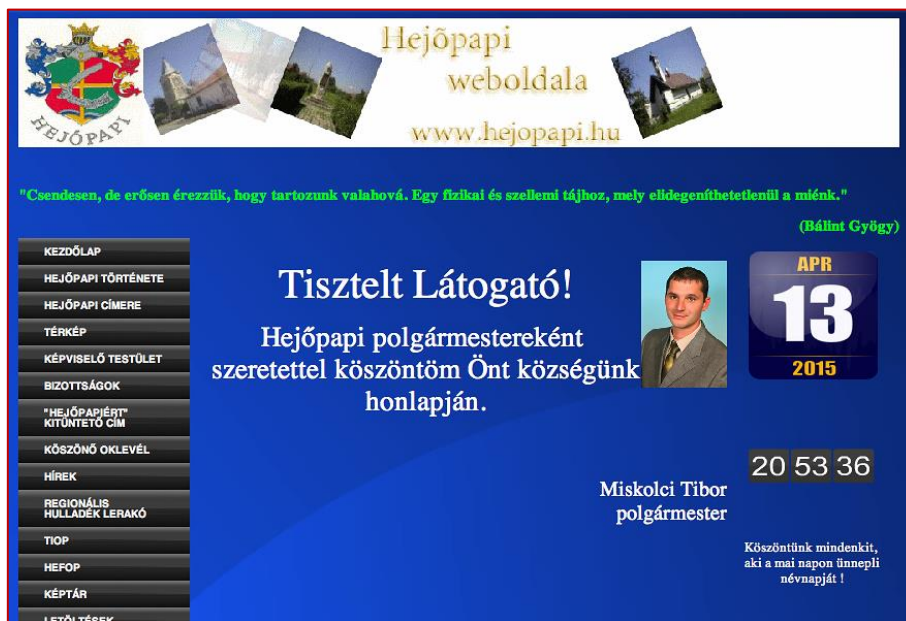 Hejõpapi
weboldala
www.hejopapi.hu
HEJŐPAPI
"Csendesen, de erősen érezzük, hogy tartozunk valahová. Egy fizikai és szellemi tájhoz, mely elidegeníthetetlenül a miénk."
(Bálint Gyögy)
KEZDŐLAP
HEJŐPAPI TÖRTÉNETE
HEJŐPAPI CÍMERE
TÉRKÉP
KÉPVISELŐ TESTÜLET
BIZOTTSÁGOK
"HEJŐPAPIÉRT"
KITÜNTETŐ CÍM
KÖSZÖNŐ OKLEVÉL
HÍREK
REGIONÁLIS
HULLADÉK LERAKÓ
TIOP
HEFOP
KÉPTÁR
LETÖLTÉSEK
Tisztelt Látogató!
Hejőpapi polgármestereként
szeretettel köszöntöm Önt községünk
honlapján.
Miskolci Tibor
polgármester
APR
13
2015
20 53 36
Köszöntünk mindenkit,
aki a mai napon ünnepli
névnapját !